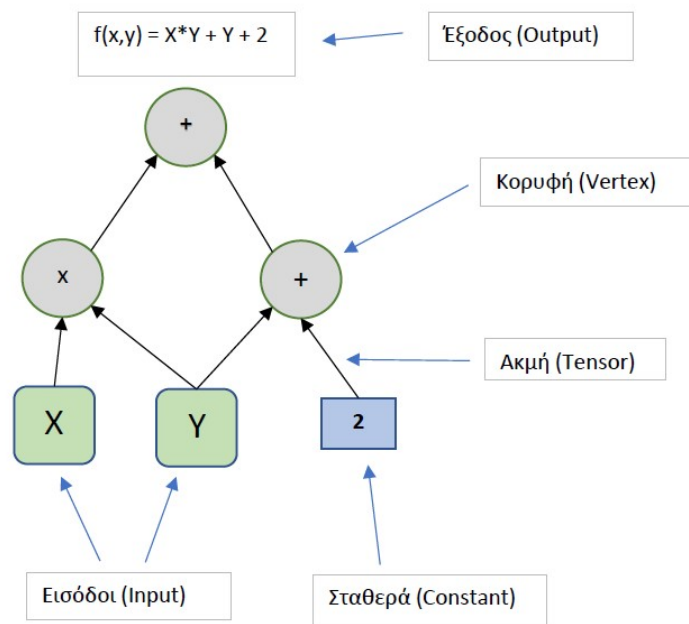 f(x,y) = X*Y + Y + 2
Έξοδος (Output)
+
Κορυφή (Vertex)
x
+
Ακμή (Tensor)
X
Y
2
Εισόδοι (Input)
Σταθερά (Constant)